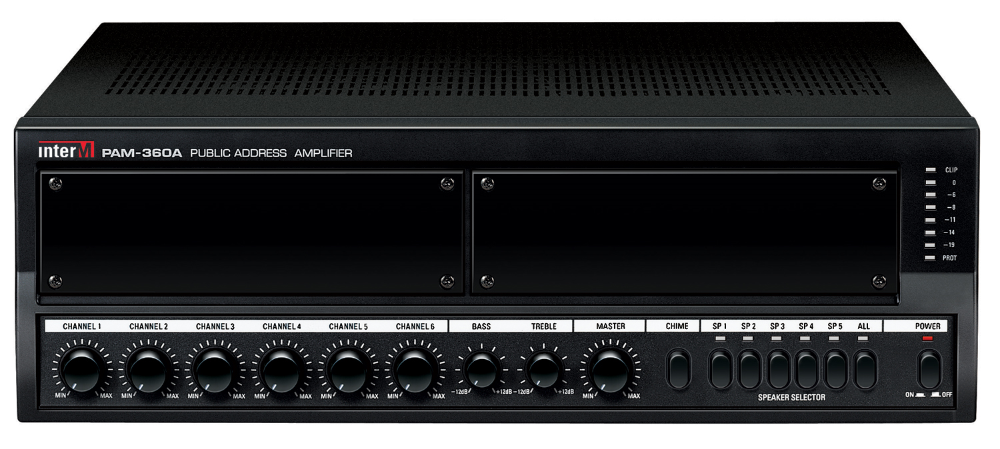 interM PAM-360A PUBLIC ADDRESS AMPLIFIER
CLIP
0
-6
-8
-11
-14
-19
PROT
CHANNEL 1 CHANNEL 2 CHANNEL 3 CHANNEL 4 CHANNEL 5 CHANNEL 6 BASS TREBLE MASTER CHIME SP 1 SP 2 SP 3 SP 4 SP 5 ALL POWER
MIN MAX MIN MAX MIN MAX MIN MAX MIN MAX MIN MAX -12dB +12dB -12dB +12dB MIN MAX SPEAKER SELECTOR ON OFF